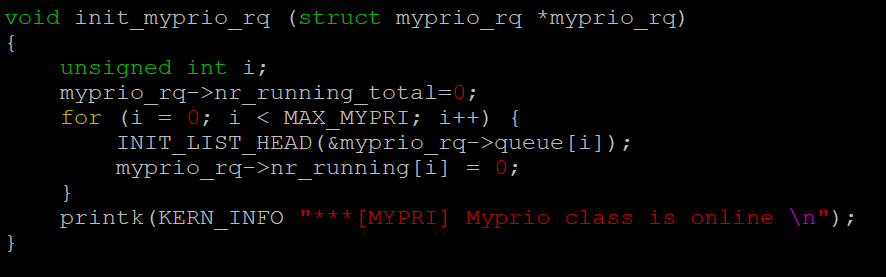 void init_myprio_rq (struct myprio_rq *myprio_rq)
{
    unsigned int i;
    myprio_rq->nr_running_total=0;
    for (i = 0; i < MAX_MYPRI; i++) {
        INIT_LIST_HEAD(&myprio_rq->queue[i]);
        myprio_rq->nr_running[i] = 0;
    }
    printk(KERN_INFO "***[MYPRI] Myprio class is online \n");
}